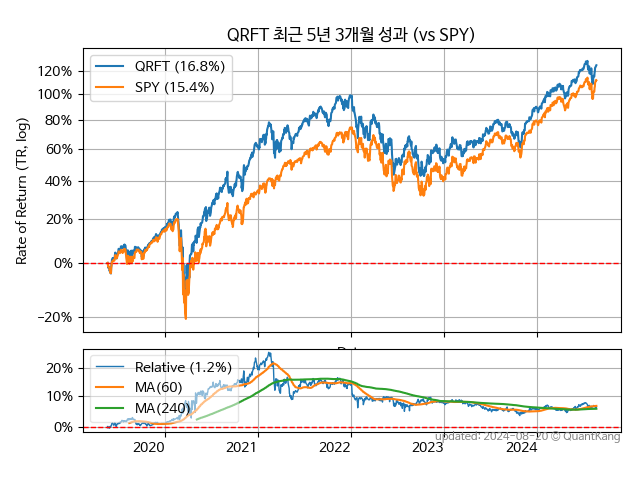 QRFT 최근 5년 3개월 성과 (vs SPY)
Rate of Return (TR, log)
120%
100%
80%
60%
40%
20%
0%
−20%
QRFT (16.8%)
SPY (15.4%)
20%
10%
0%
Relative (1.2%)
MA(60)
MA(240)
2020
2021
2022
2023
2024
updated: 2024-08-20 © QuantKang